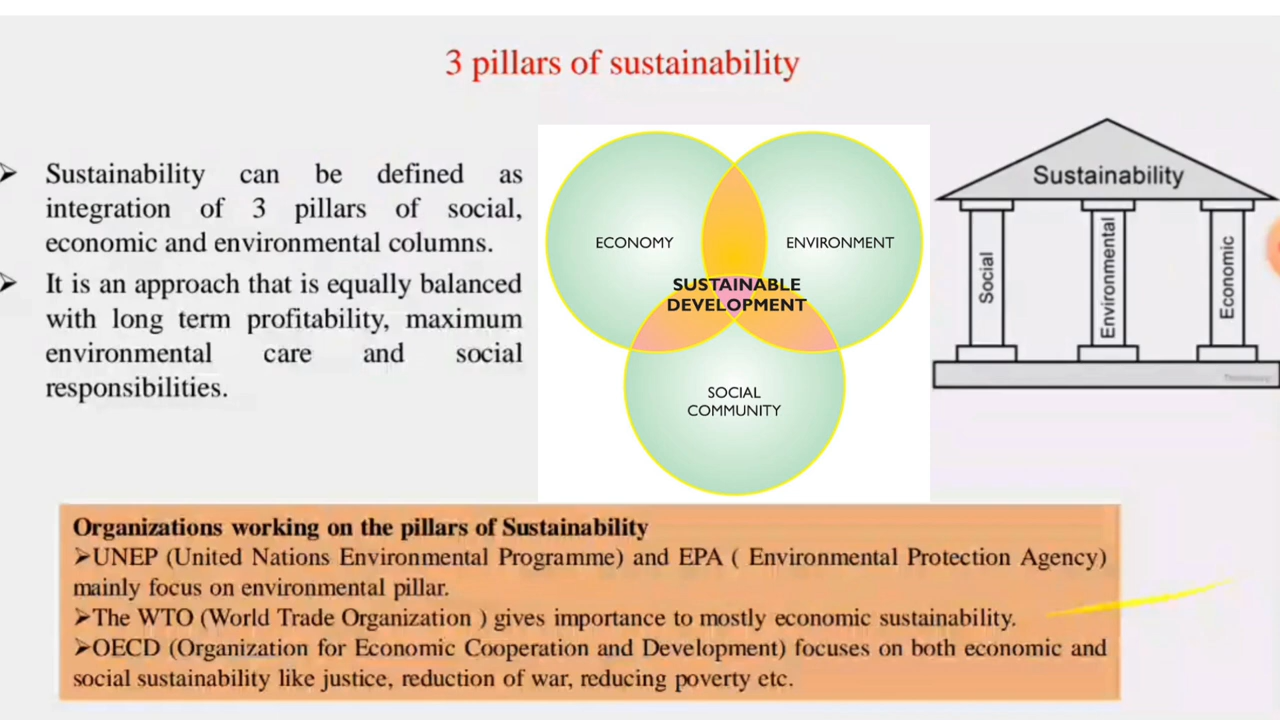 3 pillars of sustainability
➢ Sustainability can be defined as
integration of 3 pillars of social,
economic and environmental columns.
➢ It is an approach that is equally balanced
with long term profitability, maximum
environmental care and social
responsibilities.
ECONOMY
ENVIRONMENT
SUSTAINABLE
DEVELOPMENT
SOCIAL
COMMUNITY
Sustainability
Social
Environmental
Economic
Organizations working on the pillars of Sustainability
➢UNEP (United Nations Environmental Programme) and EPA ( Environmental Protection Agency)
mainly focus on environmental pillar.
➢The WTO (World Trade Organization ) gives importance to mostly economic sustainability.
➢OECD (Organization for Economic Cooperation and Development) focuses on both economic and
social sustainability like justice, reduction of war, reducing poverty etc.